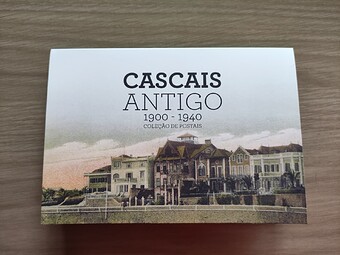 CASCAIS
ANTIGO
1900 - 1940
COLEÇÃO DE POSTAIS